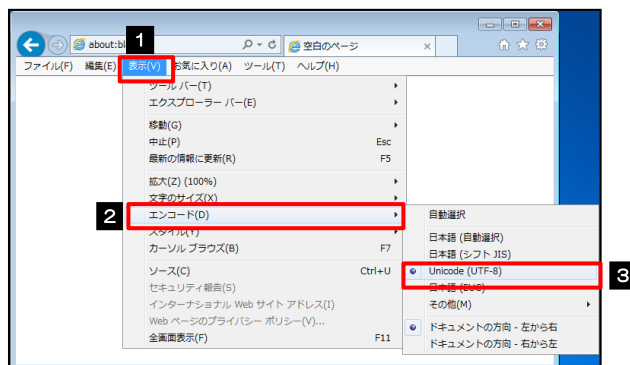 1
about:bl
空白のページ
ファイル(F) 編集(E) 表示(V) お気に入り(A) ツール(T) ヘルプ(H)
ツール バー(T)
エクスプローラー バー(E)
移動(G)
中止(P) Esc
最新の情報に更新(R) F5
拡大(Z) (100%)
文字のサイズ(X)
2
エンコード(D)
スタイル(Y)
カーソル ブラウズ(B) F7
ソース(C) Ctrl+U
セキュリティ報告(S)
インターナショナル Web サイト アドレス(I)
Web ページのプライバシー ポリシー(V)...
全画面表示(F) F11
自動選択
日本語 (自動選択)
日本語 (シフト JIS)
Unicode (UTF-8)
3
日本語 (EUC)
その他(M)
ドキュメントの方向 - 左から右
ドキュメントの方向 - 右から左